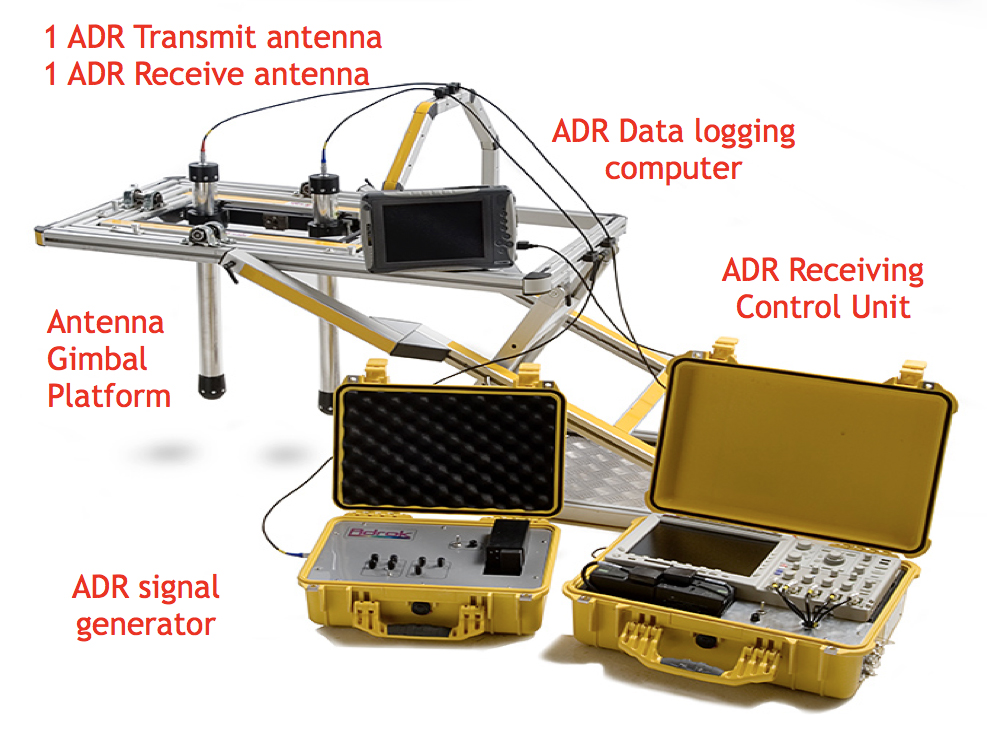 1 ADR Transmit antenna
1 ADR Receive antenna
ADR Data logging
computer
ADR Receiving
Control Unit
Antenna
Gimbal
Platform
Adrok
ADR signal
generator